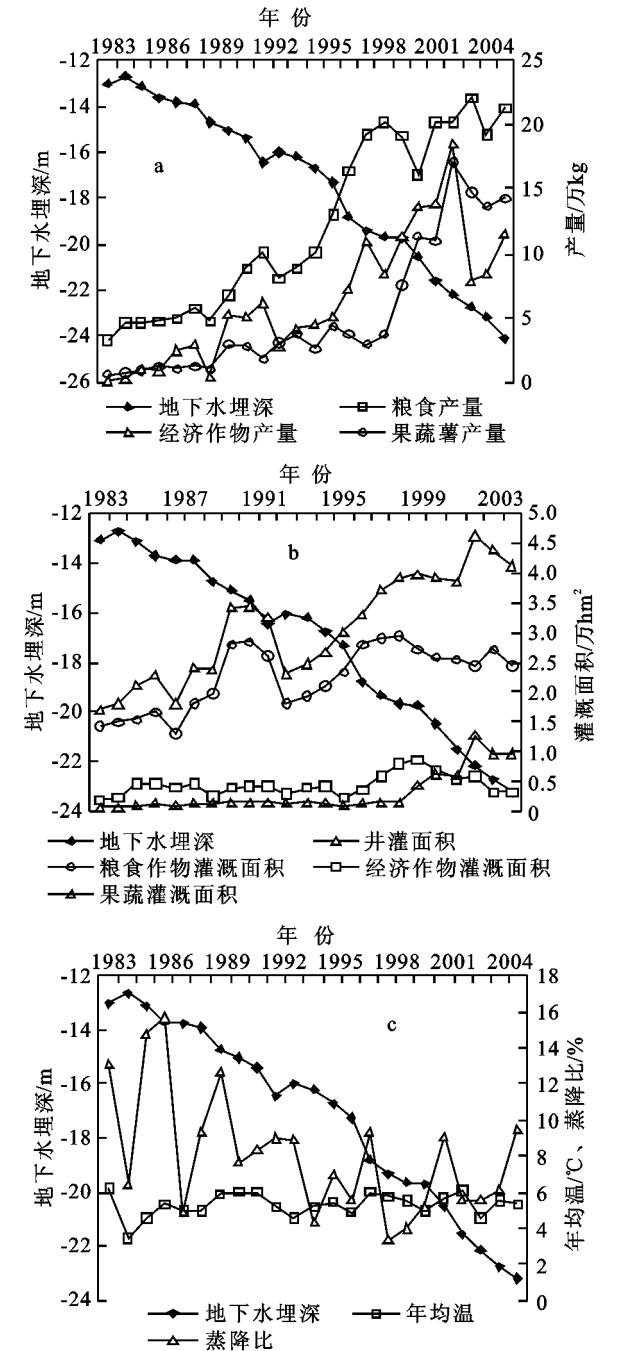 年 份
1983 1986 1989 1992 1995 1998 2001 2004
-12
-14
-16
-18
-20
-22
-24
-26
地下水埋深/m
a
25
20
15
10
5
0
产量/万kg
地下水埋深 粮食产量
经济作物产量 果蔬薯产量
年 份
1983 1987 1991 1995 1999 2003
-12
-14
-16
-18
-20
-22
-24
地下水埋深/m
b
5.0
4.5
4.0
3.5
3.0
2.5
2.0
1.5
1.0
0.5
0
灌溉面积/万hm²
地下水埋深 井灌面积
粮食作物灌溉面积 经济作物灌溉面积
果蔬灌溉面积
年 份
1983 1986 1989 1992 1995 1998 2001 2004
-12
-14
-16
-18
-20
-22
-24
地下水埋深/m
c
18
16
14
12
10
8
6
4
2
0
年均温/℃、蒸降比/%
地下水埋深 年均温
蒸降比